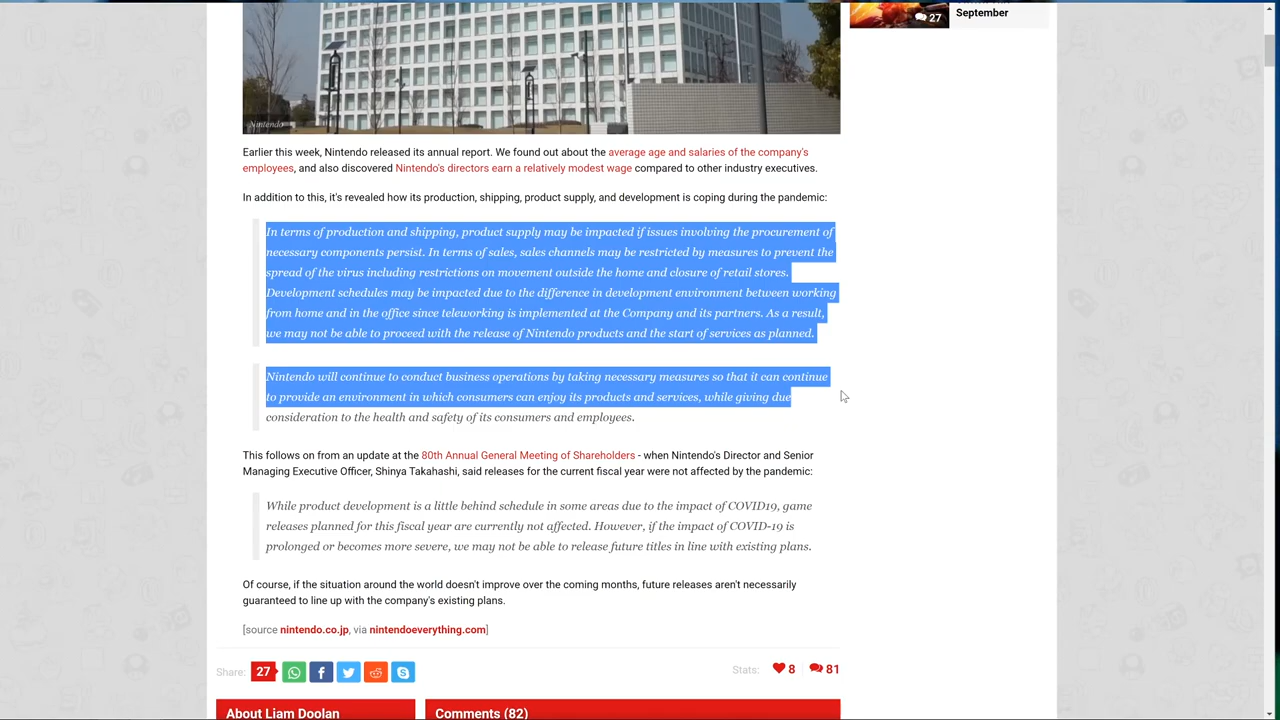 27
September
Nintendo
Earlier this week, Nintendo released its annual report. We found out about the average age and salaries of the company's
employees, and also discovered Nintendo's directors earn a relatively modest wage compared to other industry executives.
In addition to this, it's revealed how its production, shipping, product supply, and development is coping during the pandemic:
In terms of production and shipping, product supply may be impacted if issues involving the procurement of
necessary components persist. In terms of sales, sales channels may be restricted by measures to prevent the
spread of the virus including restrictions on movement outside the home and closure of retail stores.
Development schedules may be impacted due to the difference in development environment between working
from home and in the office since teleworking is implemented at the Company and its partners. As a result,
we may not be able to proceed with the release of Nintendo products and the start of services as planned.
Nintendo will continue to conduct business operations by taking necessary measures so that it can continue
to provide an environment in which consumers can enjoy its products and services, while giving due
consideration to the health and safety of its consumers and employees.
This follows on from an update at the 80th Annual General Meeting of Shareholders - when Nintendo's Director and Senior
Managing Executive Officer, Shinya Takahashi, said releases for the current fiscal year were not affected by the pandemic:
While product development is a little behind schedule in some areas due to the impact of COVID19, game
releases planned for this fiscal year are currently not affected. However, if the impact of COVID-19 is
prolonged or becomes more severe, we may not be able to release future titles in line with existing plans.
Of course, if the situation around the world doesn't improve over the coming months, future releases aren't necessarily
guaranteed to line up with the company's existing plans.
[source nintendo.co.jp, via nintendoeverything.com]
Share: 27
Stats: 8 81
About Liam Doolan
Comments (82)